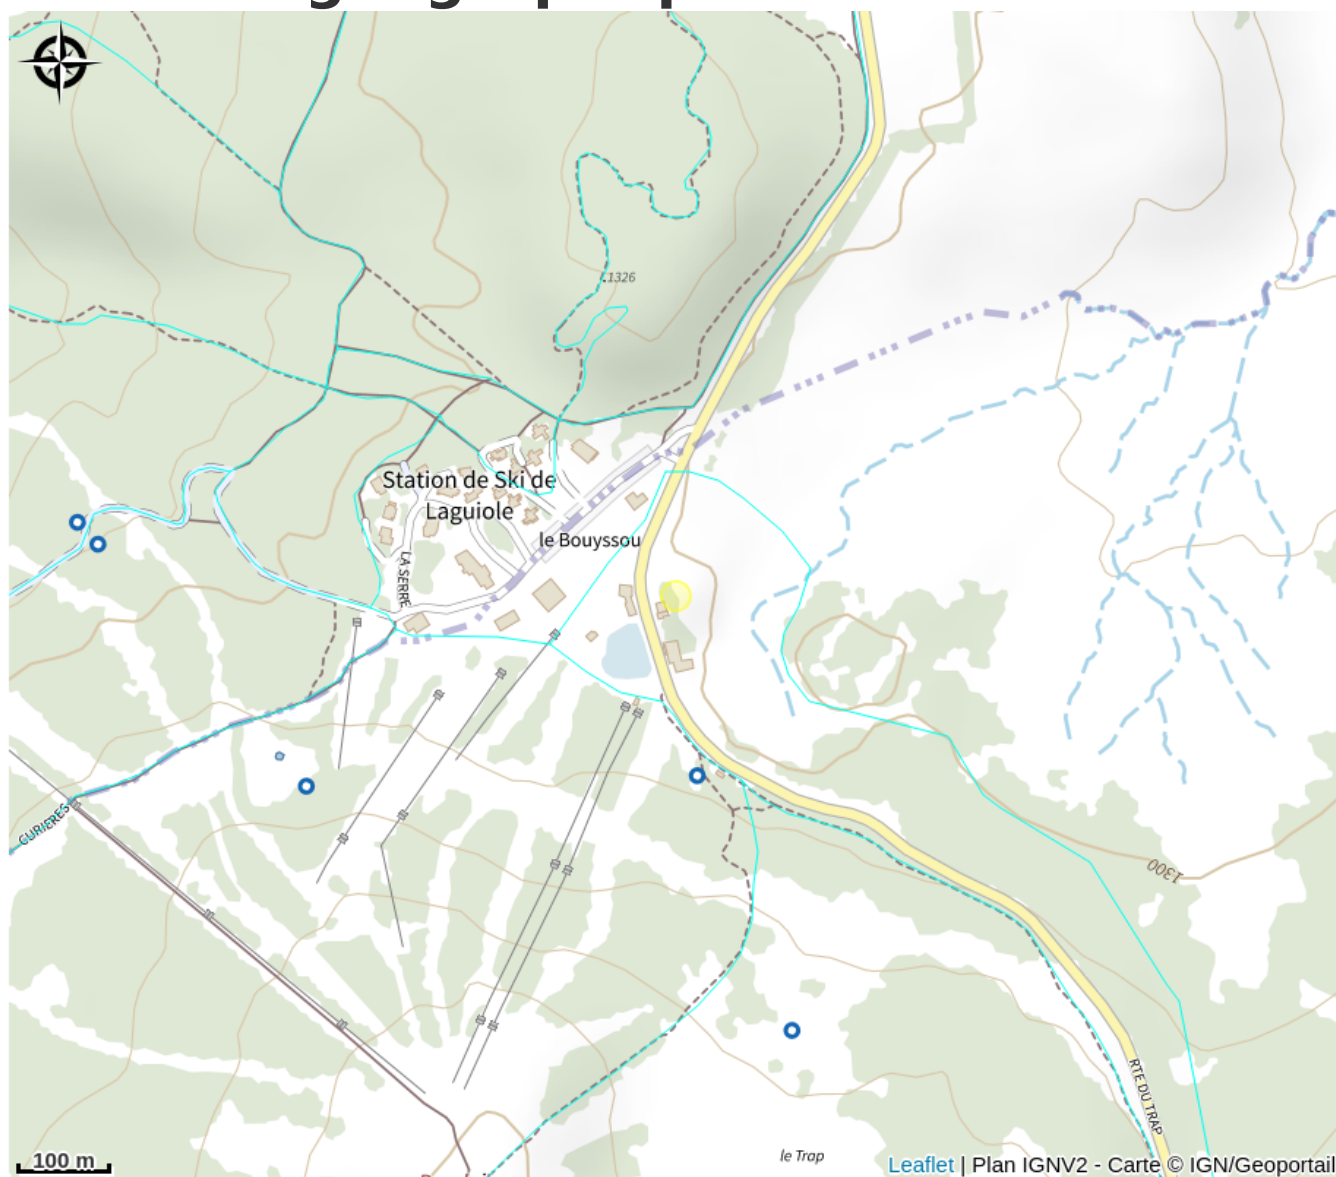 1326
Station de Ski de
Laguiole
le Bouyssou
LA SERRE
CURIERES
1300
RTE DU TRAP
le Trap
100 m
Leaflet | Plan IGNV2 - Carte © IGN/Geoportail